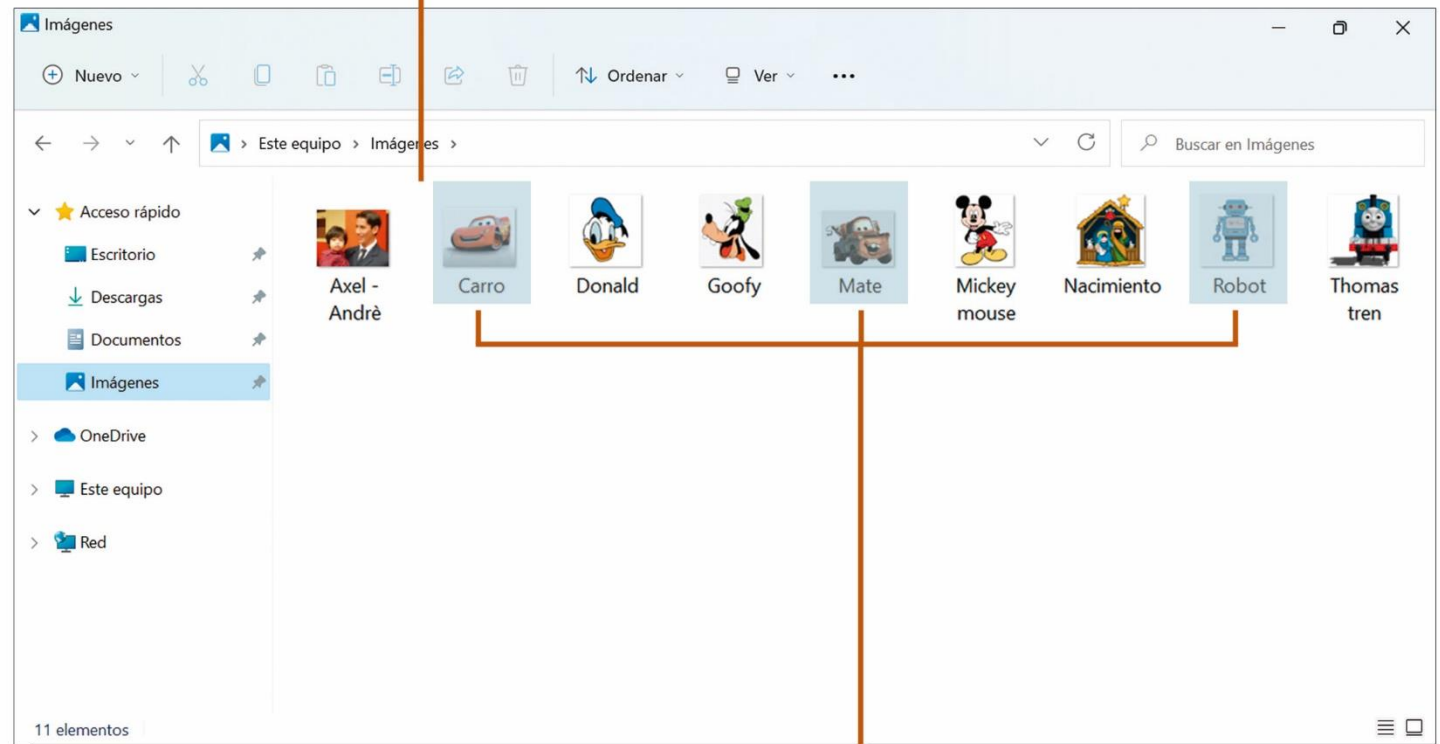 Imágenes
Nuevo
Ordenar
Ver
Este equipo > Imágenes >
Buscar en Imágenes
Acceso rápido
Escritorio
Descargas
Documentos
Imágenes
OneDrive
Este equipo
Red
Axel -
Andrè
Carro
Donald
Goofy
Mate
Mickey
mouse
Nacimiento
Robot
Thomas
tren
11 elementos